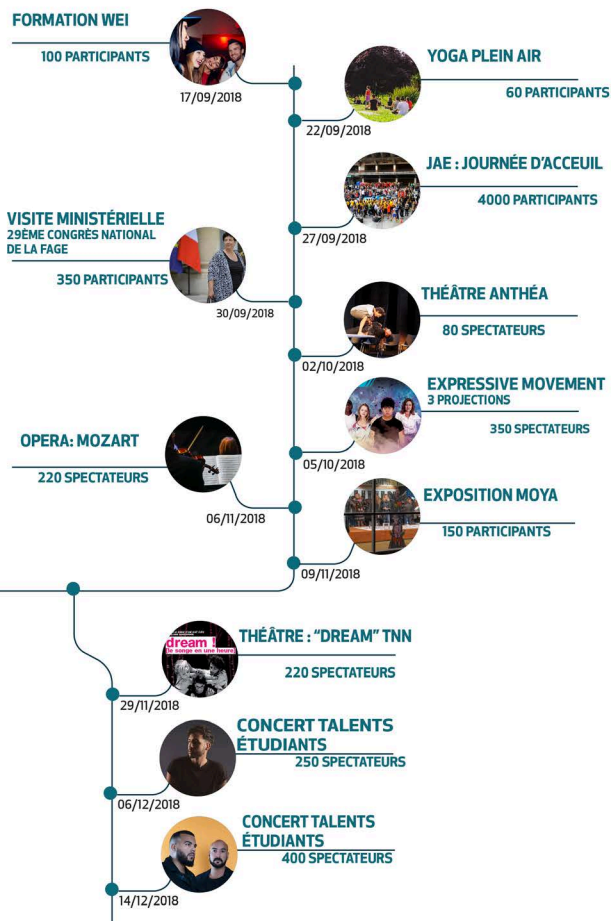 FORMATION WEI
100 PARTICIPANTS
17/09/2018
YOGA PLEIN AIR
60 PARTICIPANTS
22/09/2018
JAE : JOURNÉE D'ACCEUIL
4000 PARTICIPANTS
27/09/2018
VISITE MINISTÉRIELLE
29ÈME CONGRÈS NATIONAL
DE LA FAGE
350 PARTICIPANTS
30/09/2018
THÉÂTRE ANTHÉA
80 SPECTATEURS
02/10/2018
EXPRESSIVE MOVEMENT
3 PROJECTIONS
350 SPECTATEURS
05/10/2018
OPERA: MOZART
220 SPECTATEURS
06/11/2018
EXPOSITION MOYA
150 PARTICIPANTS
09/11/2018
THÉÂTRE : “DREAM” TNN
dream !
(le songe en une heure)
220 SPECTATEURS
29/11/2018
CONCERT TALENTS
ÉTUDIANTS
250 SPECTATEURS
06/12/2018
CONCERT TALENTS
ÉTUDIANTS
400 SPECTATEURS
14/12/2018